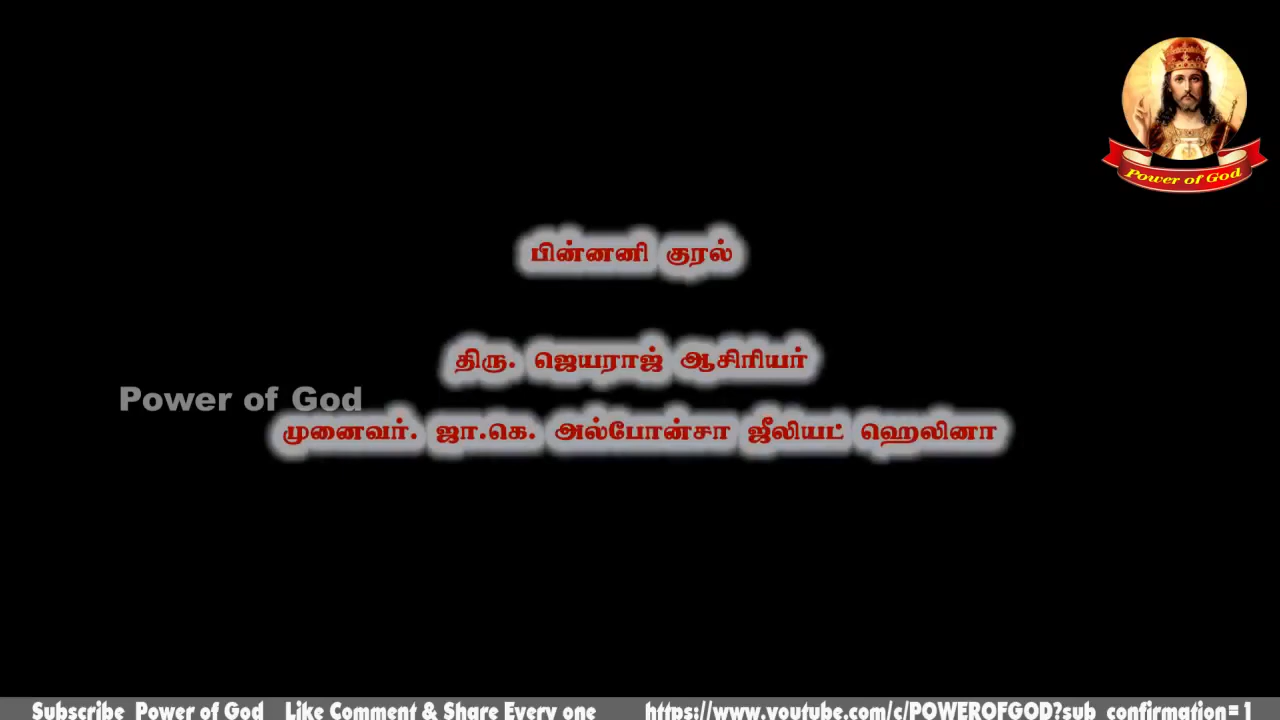 Power of God
பின்னனி குரல்
திரு. ஜெயராஜ் ஆசிரியர்
Power of God
முனைவர். ஜா.கெ. அல்போன்சா ஜீலியட் ஹெலினா
Subscribe Power of God Like Comment & Share Every one https://www.youtube.com/c/POWEROFGOD?sub_confirmation=1